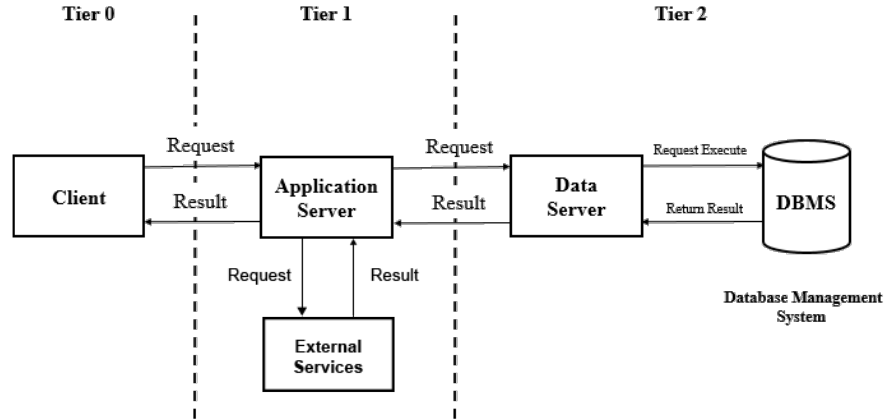 Tier 0
Tier 1
Tier 2
Request
Request
Request Execute
Client
Application
Server
Data
Server
DBMS
Result
Result
Return Result
Request
Result
Database Management
System
External
Services